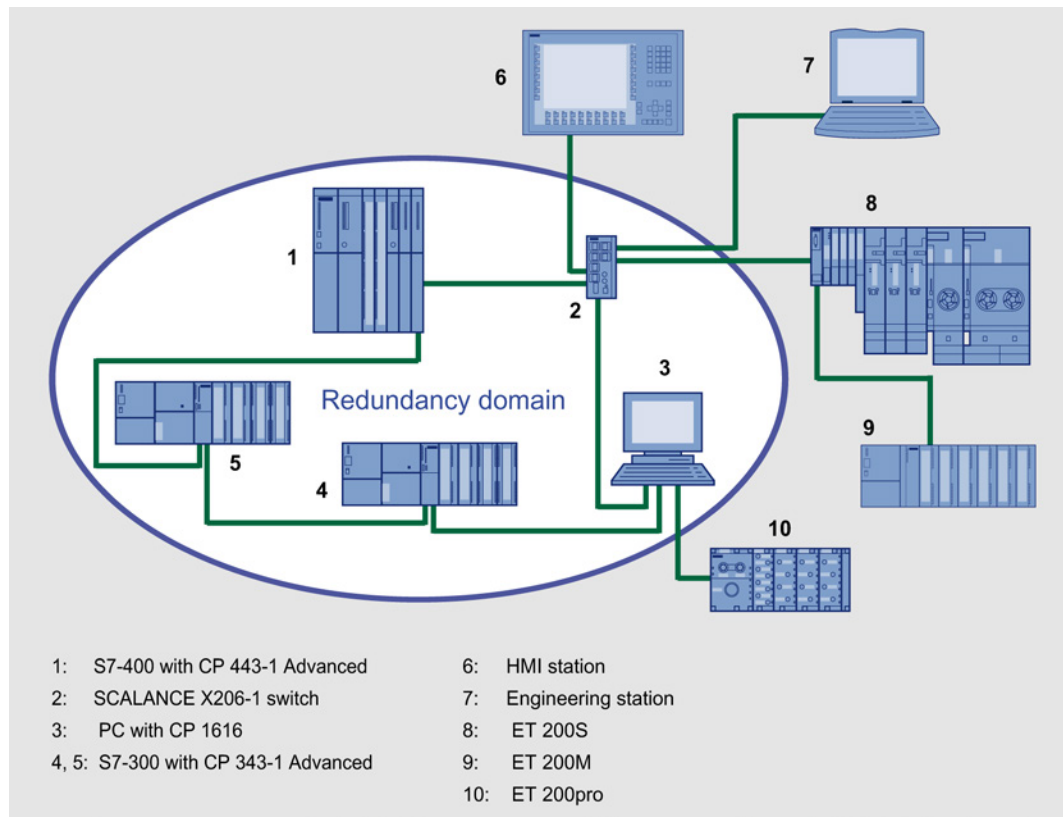 6
7
8
1
2
3
Redundancy domain
9
5
4
10
1: S7-400 with CP 443-1 Advanced
2: SCALANCE X206-1 switch
3: PC with CP 1616
4, 5: S7-300 with CP 343-1 Advanced
6: HMI station
7: Engineering station
8: ET 200S
9: ET 200M
10: ET 200pro